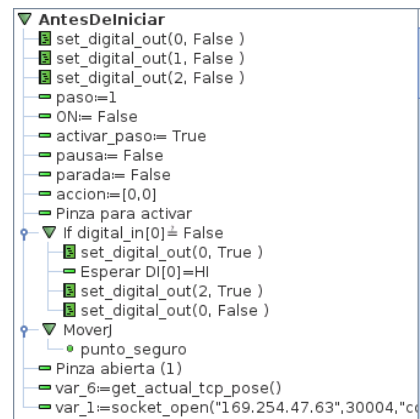 AntesDeIniciar
set_digital_out(0, False )
set_digital_out(1, False )
set_digital_out(2, False )
paso≔1
ON≔ False
activar_paso≔ True
pausa≔ False
parada≔ False
accion≔[0,0]
Pinza para activar
If digital_in[0]≟ False
set_digital_out(0, True )
Esperar DI[0]=HI
set_digital_out(2, True )
set_digital_out(0, False )
MoverJ
punto_seguro
Pinza abierta (1)
var_6≔get_actual_tcp_pose()
var_1≔socket_open("169.254.47.63",30004,"co